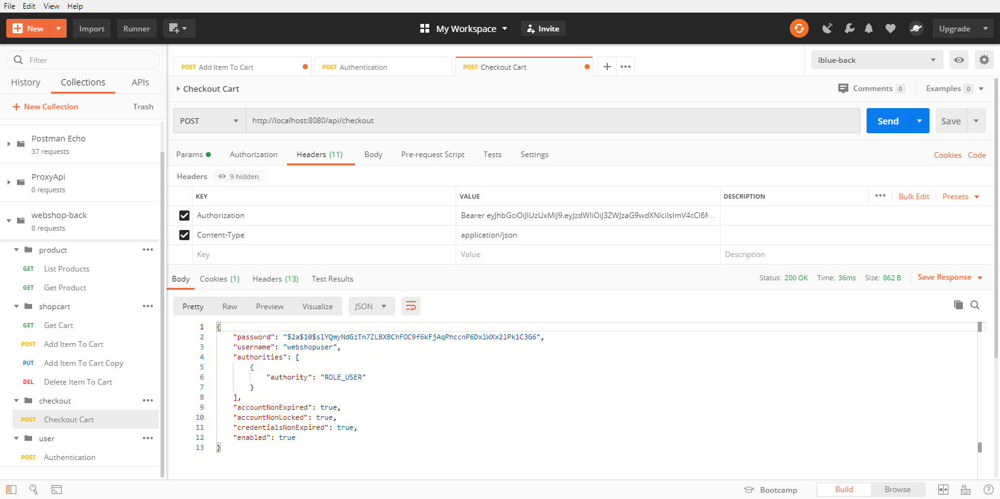 File Edit View Help
New Import Runner My Workspace Invite Upgrade
Filter
History Collections APIs
New Collection Trash
Postman Echo
37 requests
ProxyApi
0 requests
webshop-back
8 requests
product
GET List Products
GET Get Product
shopcart
GET Get Cart
POST Add Item To Cart
PUT Add Item To Cart Copy
DEL Delete Item To Cart
checkout
POST Checkout Cart
user
POST Authentication
POST Add Item To Cart POST Authentication POST Checkout Cart
iblue-back
Checkout Cart Comments 0 Examples 0
POST http://localhost:8080/api/checkout Send Save
Params Authorization Headers (11) Body Pre-request Script Tests Settings Cookies Code
Headers 9 hidden
KEY VALUE DESCRIPTION Bulk Edit Presets
Authorization Bearer
Content-Type application/json
Key Value Description
Body Cookies (1) Headers (13) Test Results Status: 200 OK Time: 36ms Size: 862 B Save Response
Pretty Raw Preview Visualize JSON
1 {
2 "password":
3 "username": "webshopuser",
4 "authorities": [
5 {
6 "authority": "ROLE_USER"
7 }
8 ],
9 "accountNonExpired": true,
10 "accountNonLocked": true,
11 "credentialsNonExpired": true,
12 "enabled": true
13 }
Bootcamp Build Browse